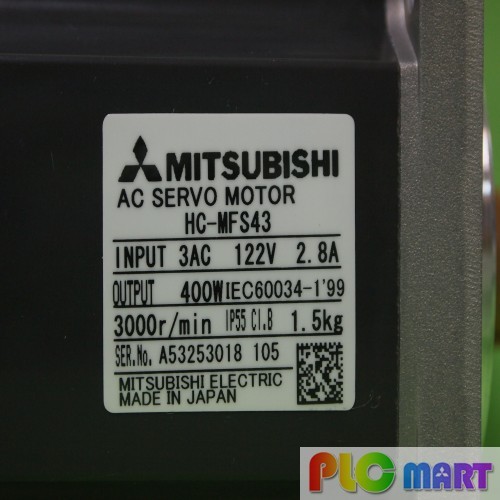 MITSUBISHI
AC SERVO MOTOR
HC-MFS43
INPUT 3AC 122V 2.8A
OUTPUT 400W IEC60034-1'99
3000r/min IP55 CI.B 1.5kg
SER.No. A53253018 105
MITSUBISHI ELECTRIC
MADE IN JAPAN
PLC MART